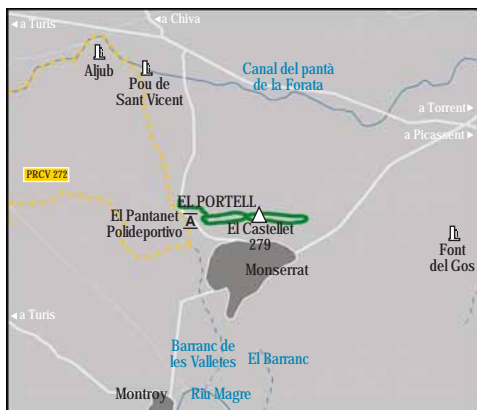 ◄a Turís
◄a Chiva
Aljub
Pou de
Sant Vicent
Canal del pantà
de la Forata
a Torrent►
a Picassent►
PRCV 272
EL PORTELL
El Pantanet
Polideportivo
A
El Castellet
279
Monserrat
Font
del Gos
◄a Turís
Barranc de
les Valletes
El Barranc
Montroy
Riu Magre